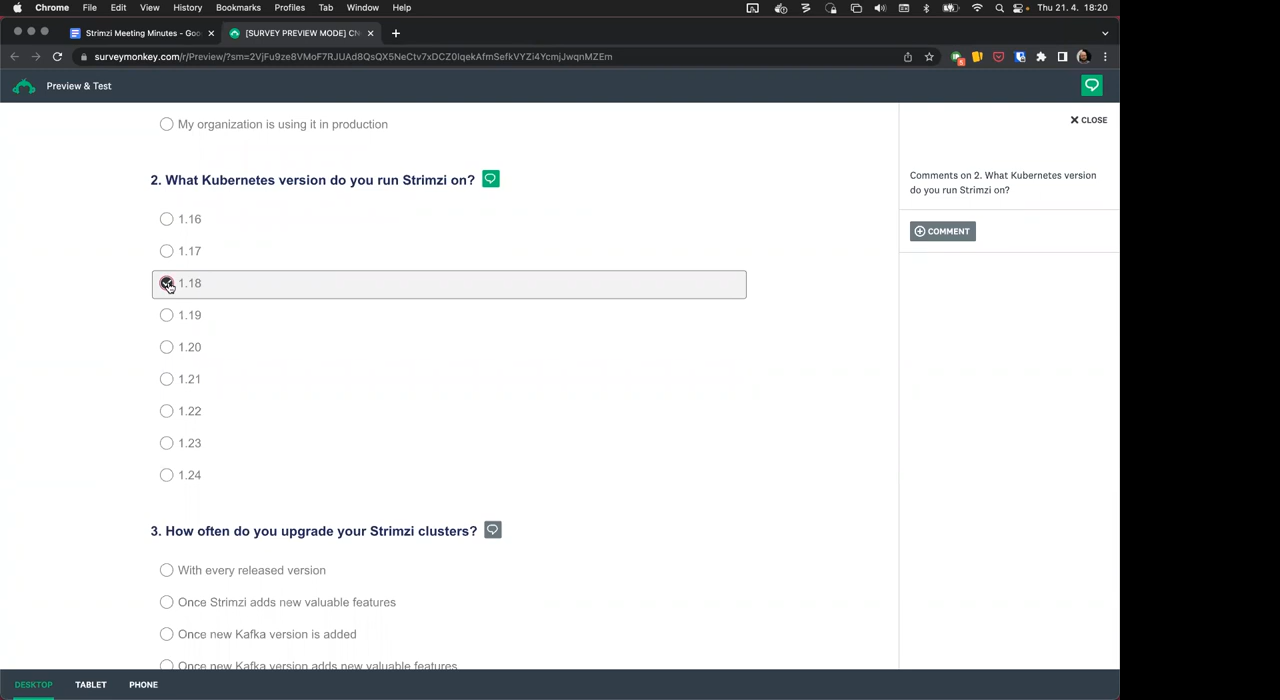 Chrome File Edit View History Bookmarks Profiles Tab Window Help Thu 21. 4. 18:20
Strimzi Meeting Minutes - Goo [SURVEY PREVIEW MODE] CN
surveymonkey.com/r/Preview/?sm=2VjFu9ze8VMoF7RJUAd8QsQX5NeCtv7xDCZ0lqekAfmSefkVYZi4YcmjJwqnMZEm
Preview & Test
CLOSE
My organization is using it in production
2. What Kubernetes version do you run Strimzi on?
Comments on 2. What Kubernetes version
do you run Strimzi on?
COMMENT
1.16
1.17
1.18
1.19
1.20
1.21
1.22
1.23
1.24
3. How often do you upgrade your Strimzi clusters?
With every released version
Once Strimzi adds new valuable features
Once new Kafka version is added
Once new Kafka version adds new valuable features
DESKTOP TABLET PHONE